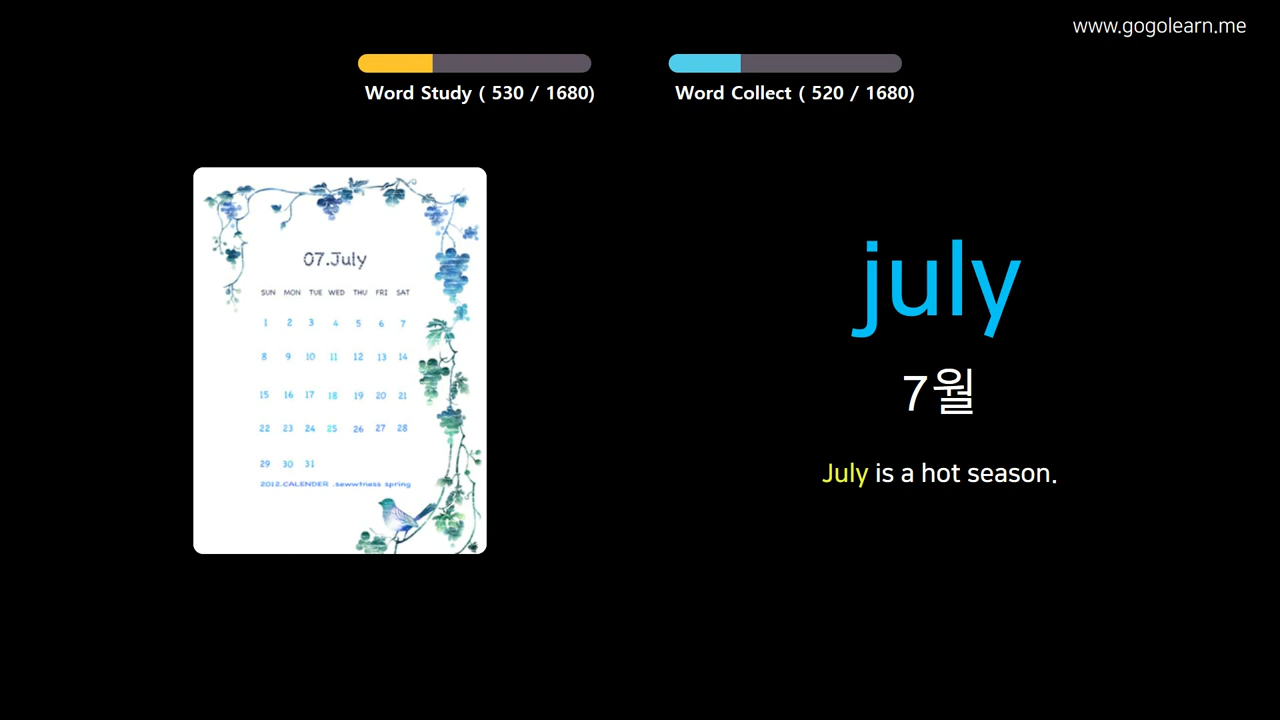 www.gogolearn.me
Word Study ( 530 / 1680)
Word Collect ( 520 / 1680)
07.July
SUN MON TUE WED THU FRI SAT
1 2 3 4 5 6 7
8 9 10 11 12 13 14
15 16 17 18 19 20 21
22 23 24 25 26 27 28
29 30 31
2012.CALENDER .sewwtness spring
july
7월
July is a hot season.